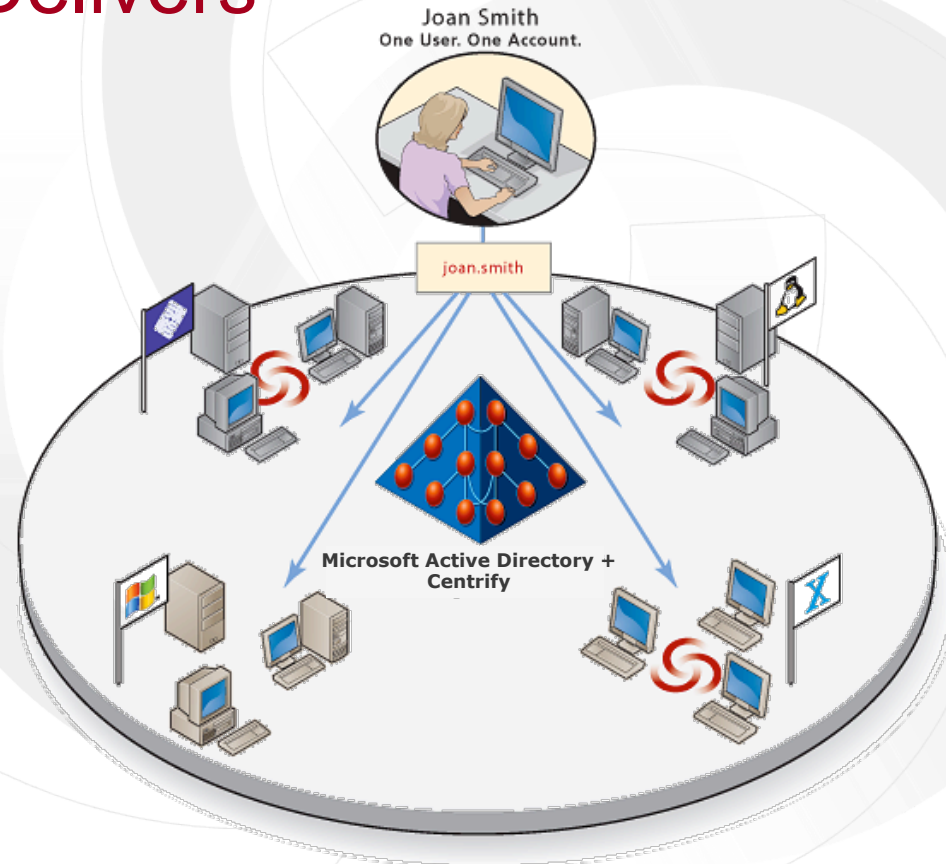 Delivers
Joan Smith
One User. One Account.
joan.smith
Microsoft Active Directory +
Centrify
X